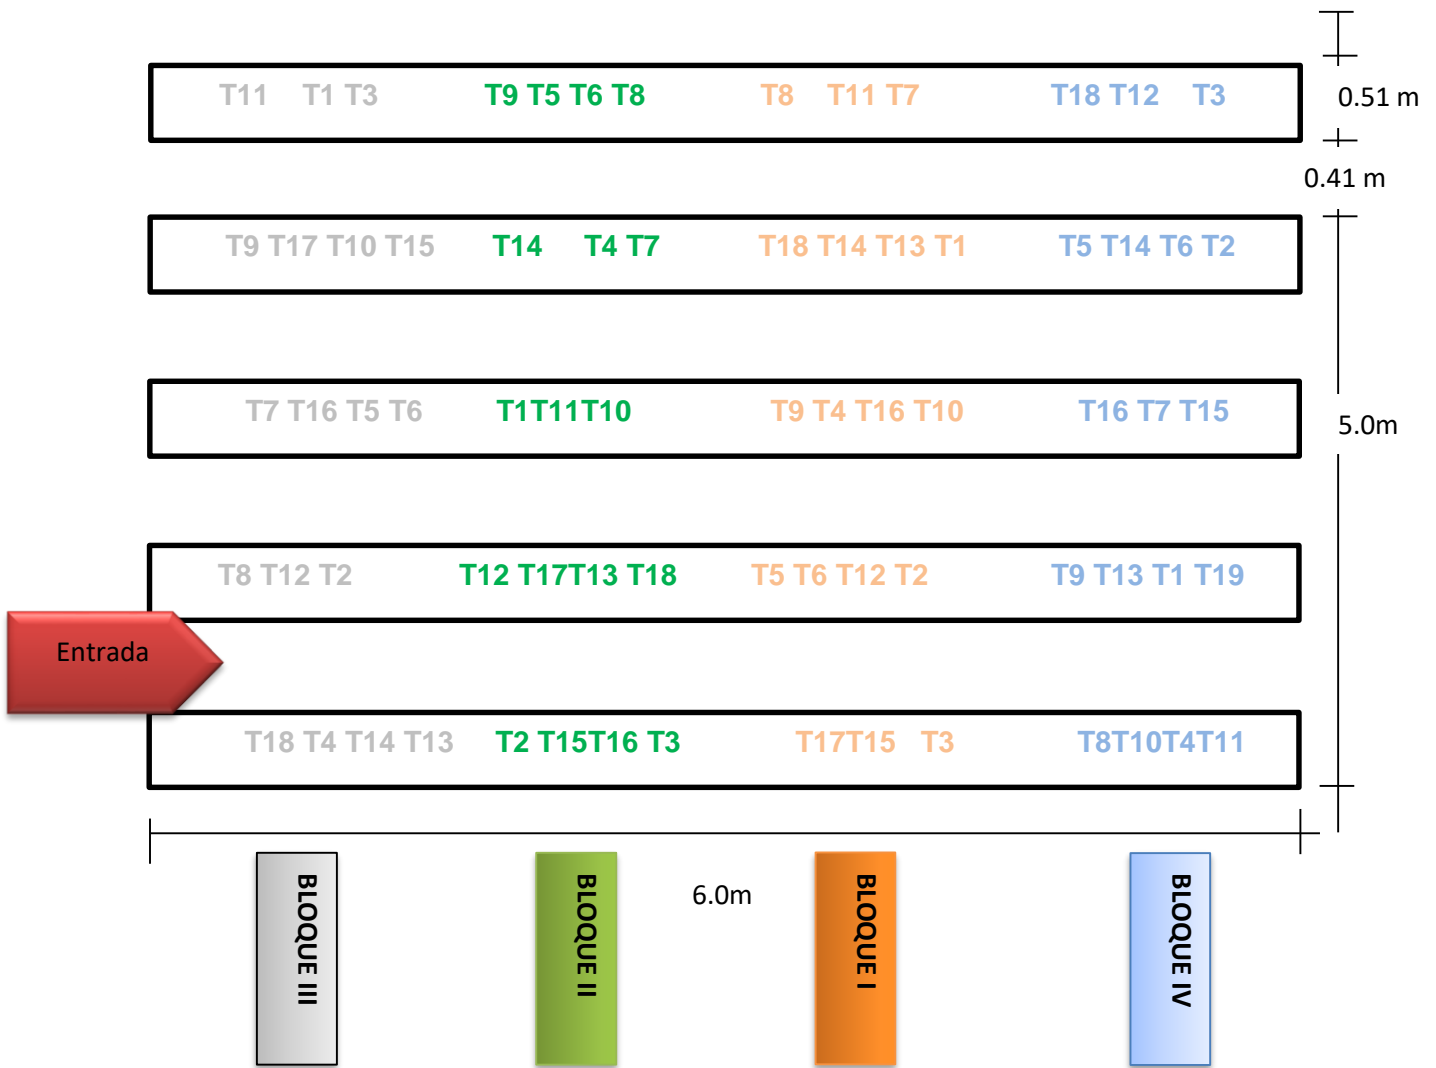 T11 T1 T3 T9 T5 T6 T8 T8 T11 T7 T18 T12 T3
0.51 m
0.41 m
T9 T17 T10 T15 T14 T4 T7 T18 T14 T13 T1 T5 T14 T6 T2
T7 T16 T5 T6 T1T11T10 T9 T4 T16 T10 T16 T7 T15
5.0m
T8 T12 T2 T12 T17T13 T18 T5 T6 T12 T2 T9 T13 T1 T19
Entrada
T18 T4 T14 T13 T2 T15T16 T3 T17T15 T3 T8T10T4T11
6.0m
BLOQUE III
BLOQUE II
BLOQUE I
BLOQUE IV